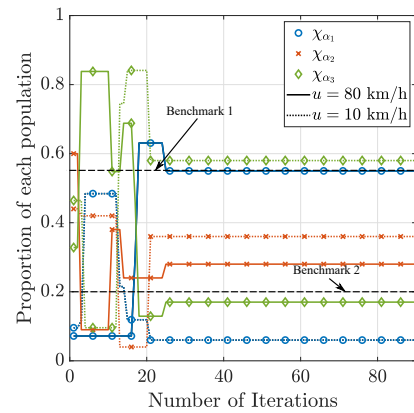 Proportion of each population
1
0.8
0.6
0.4
0.2
0
χα₁
χα₂
χα₃
u = 80 km/h
u = 10 km/h
Benchmark 1
Benchmark 2
0 20 40 60 80
Number of Iterations